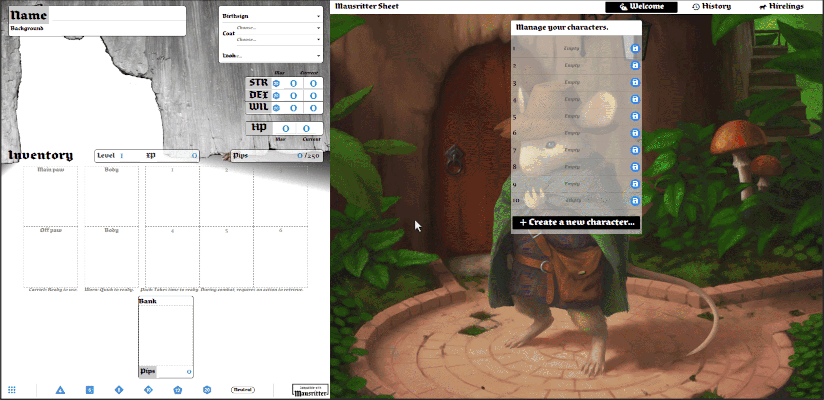 Name
Background
Birthsign
Choose...
Coat
Choose...
Look
Max Current
STR 0 0
DEX 0 0
WIL 0 0
HP 0 0
Max Current
Inventory
Level 1 XP 0
Pips 0 /250
Main paw Body 1 2
Off paw Body 4 5 6
Carried: Ready to use. Worn: Quick to ready. Pack: Takes time to ready. During combat, requires an action to retrieve.
Bank
Pips 0
Neutral
Mausritter
Mausritter Sheet
Welcome
History
Hirelings
Manage your characters.
1 Empty
2 Empty
3 Empty
4 Empty
5 Empty
6 Empty
7 Empty
8 Empty
9 Empty
10 Empty
+ Create a new character...